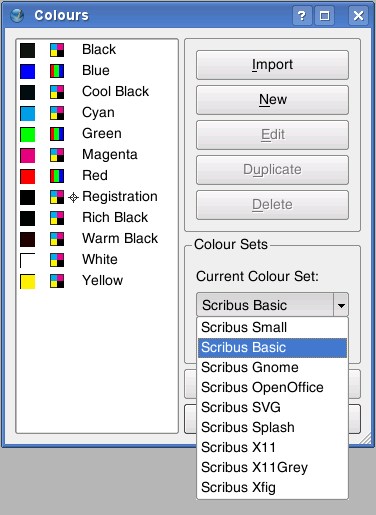 Colours
Black
Blue
Cool Black
Cyan
Green
Magenta
Red
Registration
Rich Black
Warm Black
White
Yellow
Import
New
Edit
Duplicate
Delete
Colour Sets
Current Colour Set:
Scribus Basic
Scribus Small
Scribus Basic
Scribus Gnome
Scribus OpenOffice
Scribus SVG
Scribus Splash
Scribus X11
Scribus X11Grey
Scribus Xfig